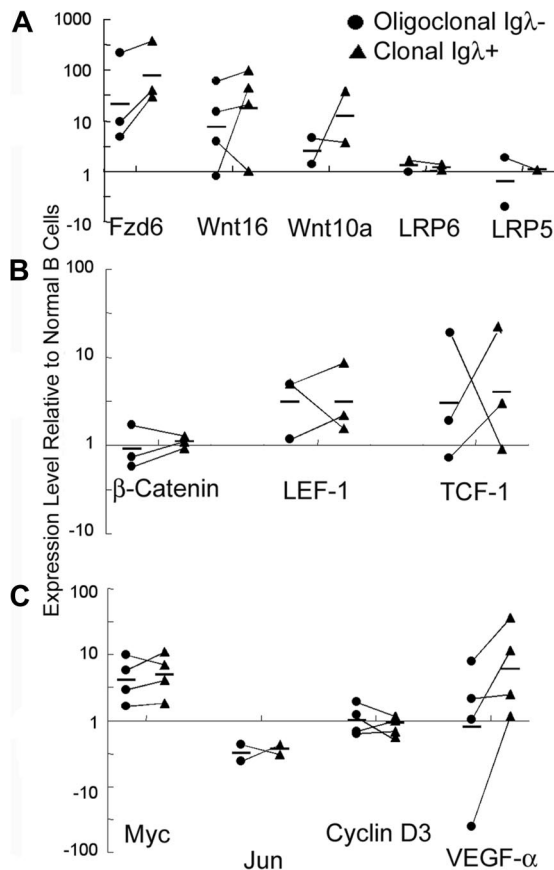 A
● Oligoclonal Igλ-
▲ Clonal Igλ+
1000
100
10
1
-10
Fzd6 Wnt16 Wnt10a LRP6 LRP5
Expression Level Relative to Normal B Cells
B
100
10
1
-10
β-Catenin LEF-1 TCF-1
C
100
10
1
-10
-100
Myc Jun Cyclin D3 VEGF-α